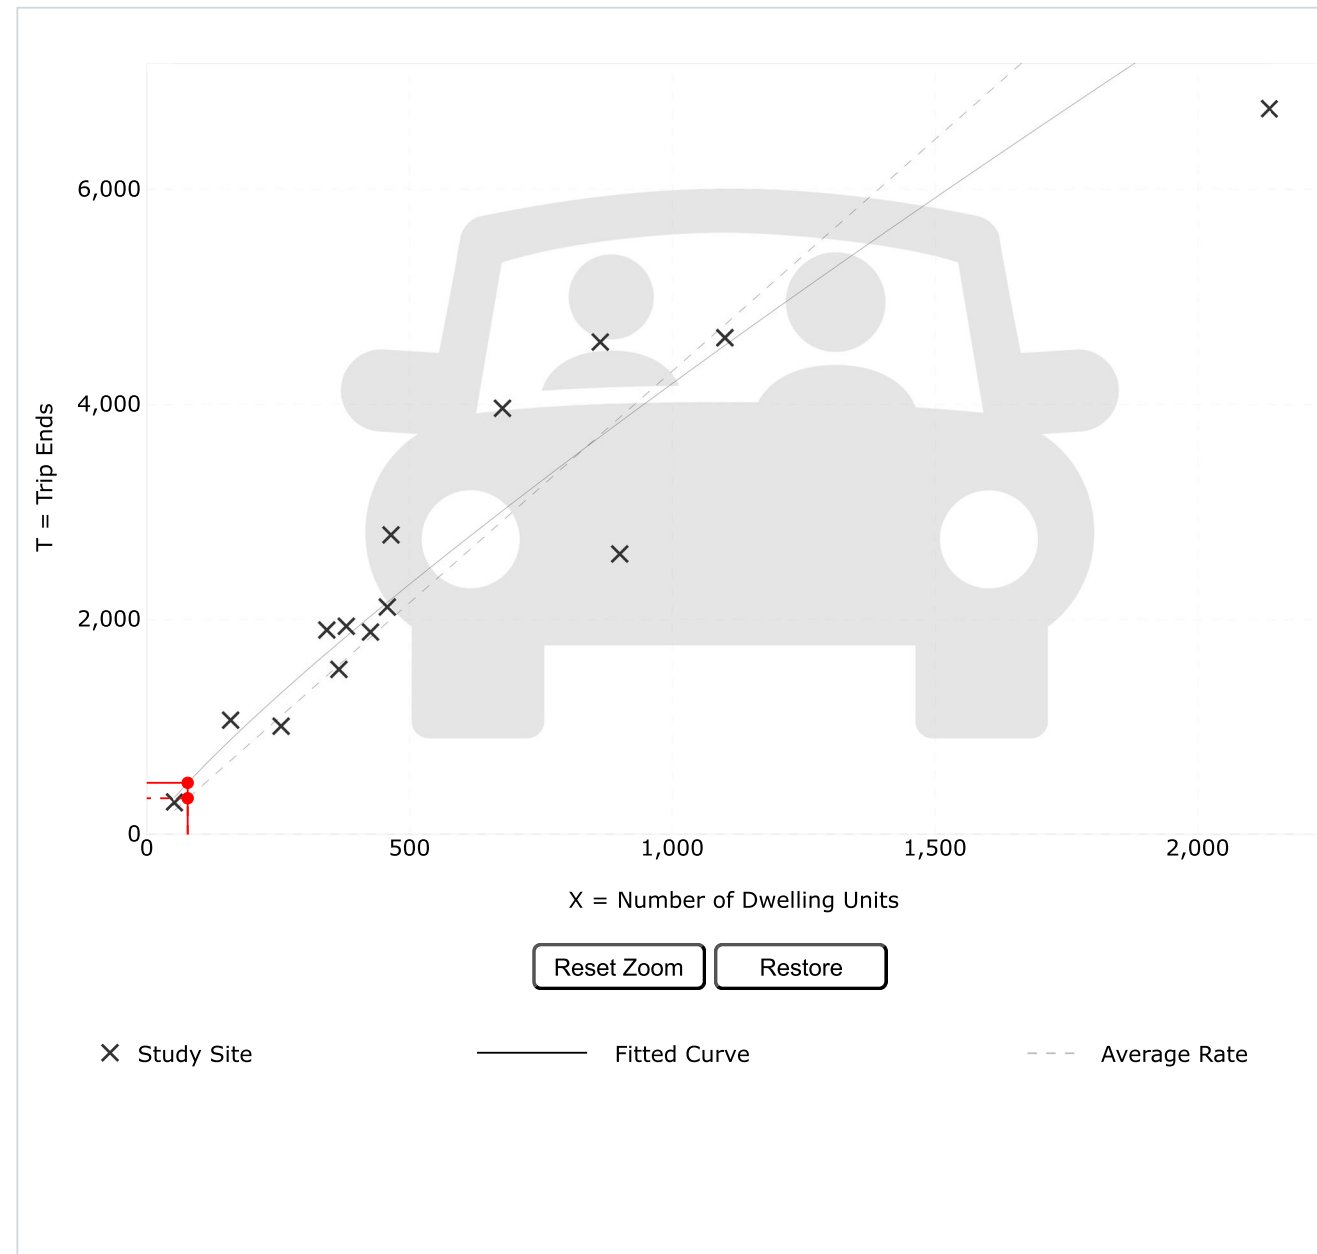 6,000
4,000
2,000
0
T = Trip Ends
0 500 1,000 1,500 2,000
X = Number of Dwelling Units
Reset Zoom Restore
Study Site Fitted Curve Average Rate